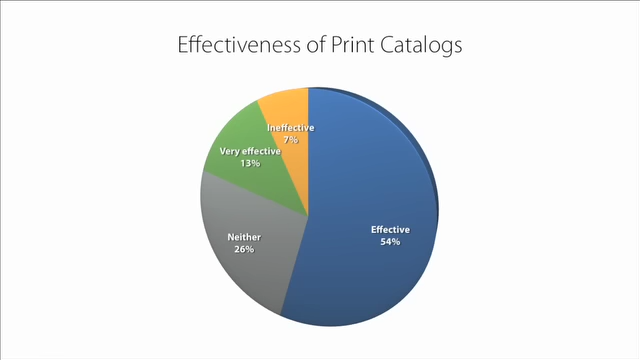 Effectiveness of Print Catalogs
Ineffective
7%
Very effective
13%
Effective
54%
Neither
26%